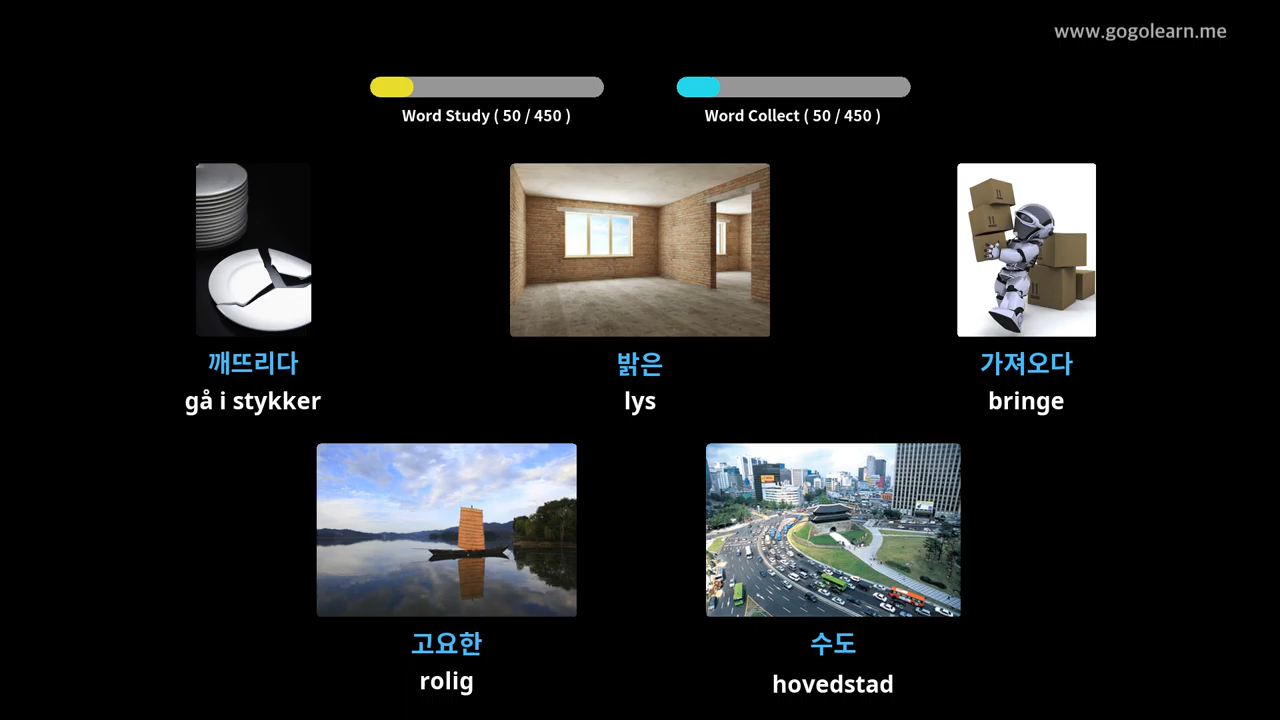 www.gogolearn.me
Word Study ( 50 / 450 )
Word Collect ( 50 / 450 )
깨뜨리다
gå i stykker
밝은
lys
가져오다
bringe
고요한
rolig
수도
hovedstad